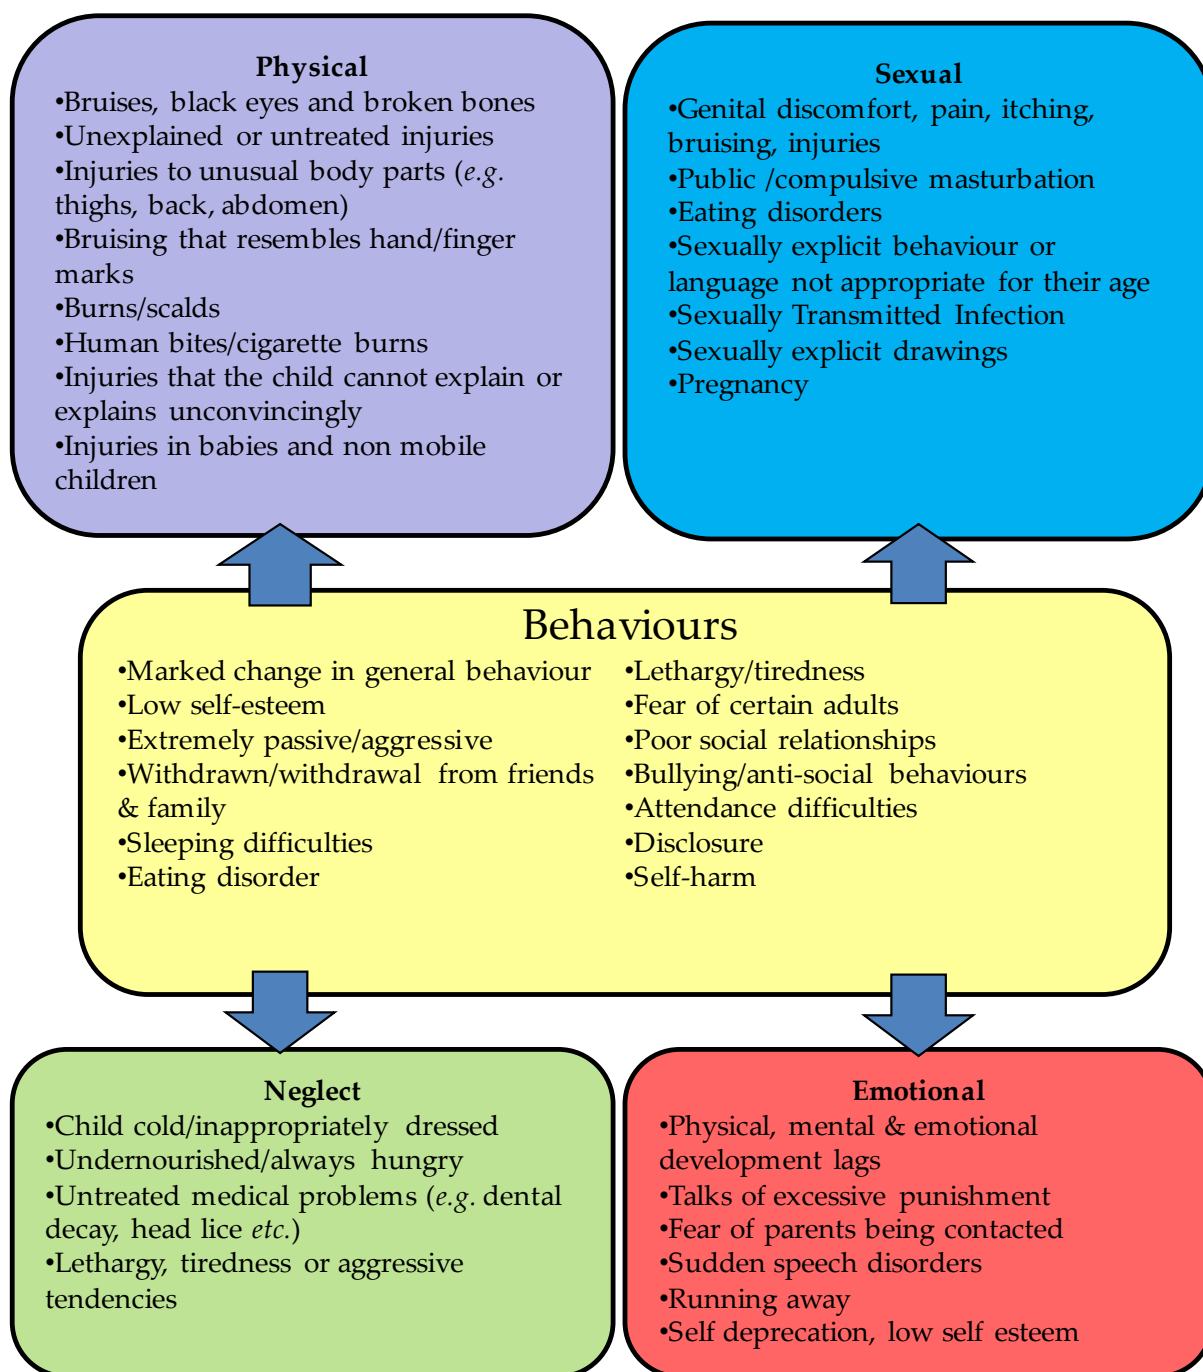 Physical
•Bruises, black eyes and broken bones
•Unexplained or untreated injuries
•Injuries to unusual body parts (e.g.
thighs, back, abdomen)
•Bruising that resembles hand/finger
marks
•Burns/scalds
•Human bites/cigarette burns
•Injuries that the child cannot explain or
explains unconvincingly
•Injuries in babies and non mobile
children
Sexual
•Genital discomfort, pain, itching,
bruising, injuries
•Public /compulsive masturbation
•Eating disorders
•Sexually explicit behaviour or
language not appropriate for their age
•Sexually Transmitted Infection
•Sexually explicit drawings
•Pregnancy
Behaviours
•Marked change in general behaviour
•Low self-esteem
•Extremely passive/aggressive
•Withdrawn/withdrawal from friends
& family
•Sleeping difficulties
•Eating disorder
•Lethargy/tiredness
•Fear of certain adults
•Poor social relationships
•Bullying/anti-social behaviours
•Attendance difficulties
•Disclosure
•Self-harm
Neglect
•Child cold/inappropriately dressed
•Undernourished/always hungry
•Untreated medical problems (e.g. dental
decay, head lice etc.)
•Lethargy, tiredness or aggressive
tendencies
Emotional
•Physical, mental & emotional
development lags
•Talks of excessive punishment
•Fear of parents being contacted
•Sudden speech disorders
•Running away
•Self deprecation, low self esteem